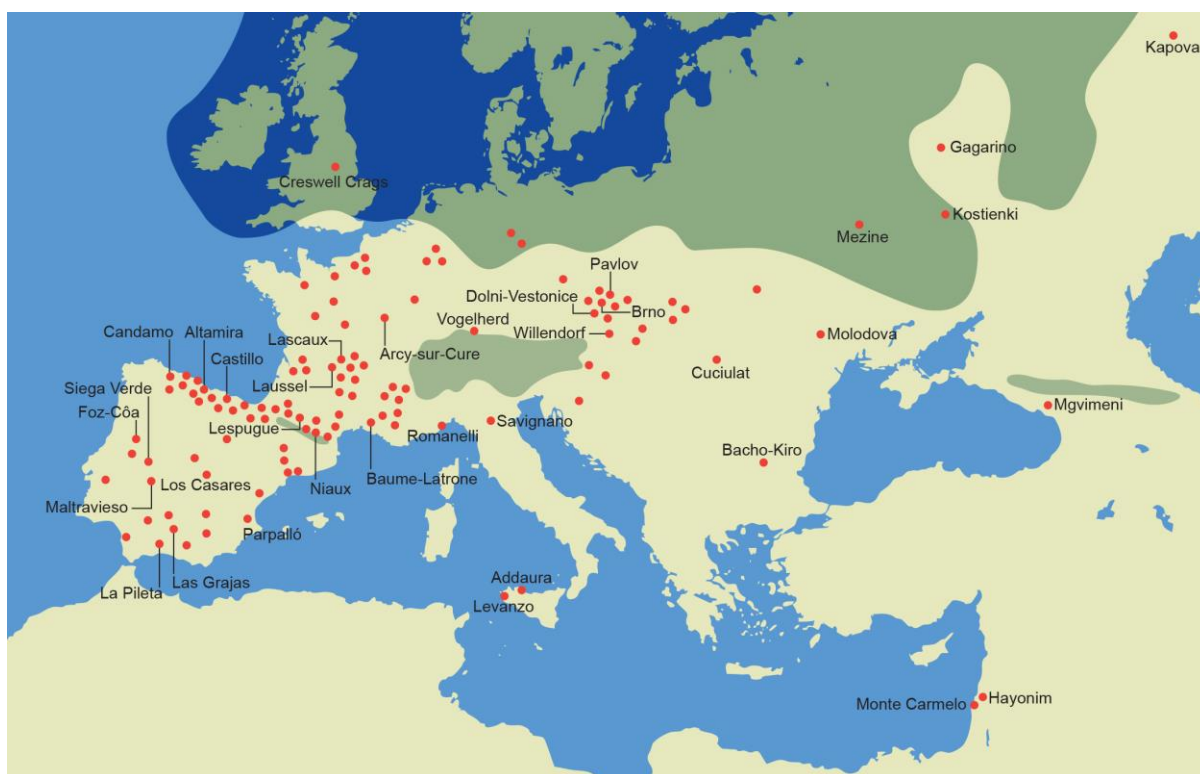 Kapova
Gagarino
Creswell Crags
Kostienki
Mezine
Pavlov
Dolni-Vestonice
Brno
Vogelherd
Willendorf
Candamo
Altamira
Lascaux
Molodova
Castillo
Arcy-sur-Cure
Siega Verde
Laussel
Cuciulat
Foz-Côa
Lespugue
Mgvimeni
Romanelli
Savignano
Bacho-Kiro
Los Casares
Niaux
Baume-Latrone
Maltravieso
Parpalló
La Pileta
Las Grajas
Addaura
Levanzo
Monte Carmelo
Hayonim